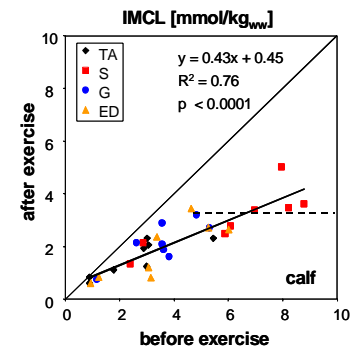 IMCL [mmol/kgww]
y = 0.43x + 0.45
R² = 0.76
p < 0.0001
TA
S
G
ED
after exercise
10
8
6
4
2
0
calf
0 2 4 6 8 10
before exercise